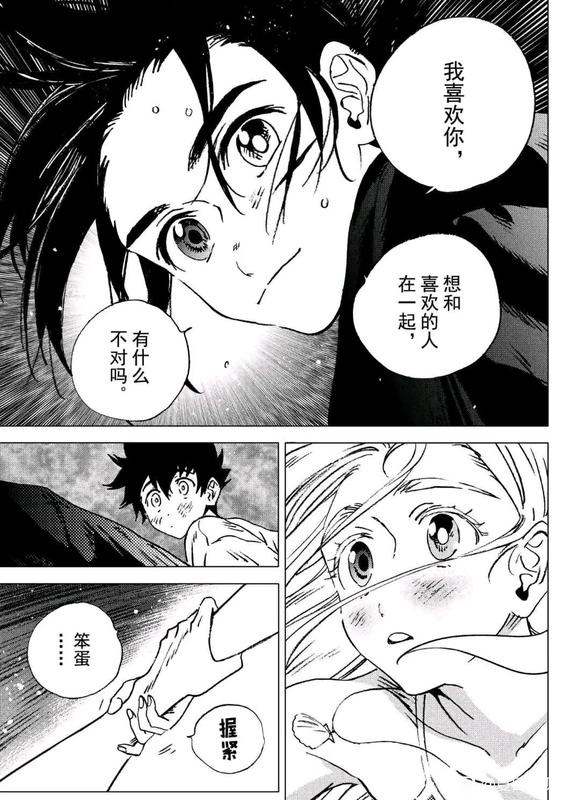 我喜欢你，
想和
喜欢的人
在一起，
有什么
不对吗。
笨蛋
……
握紧